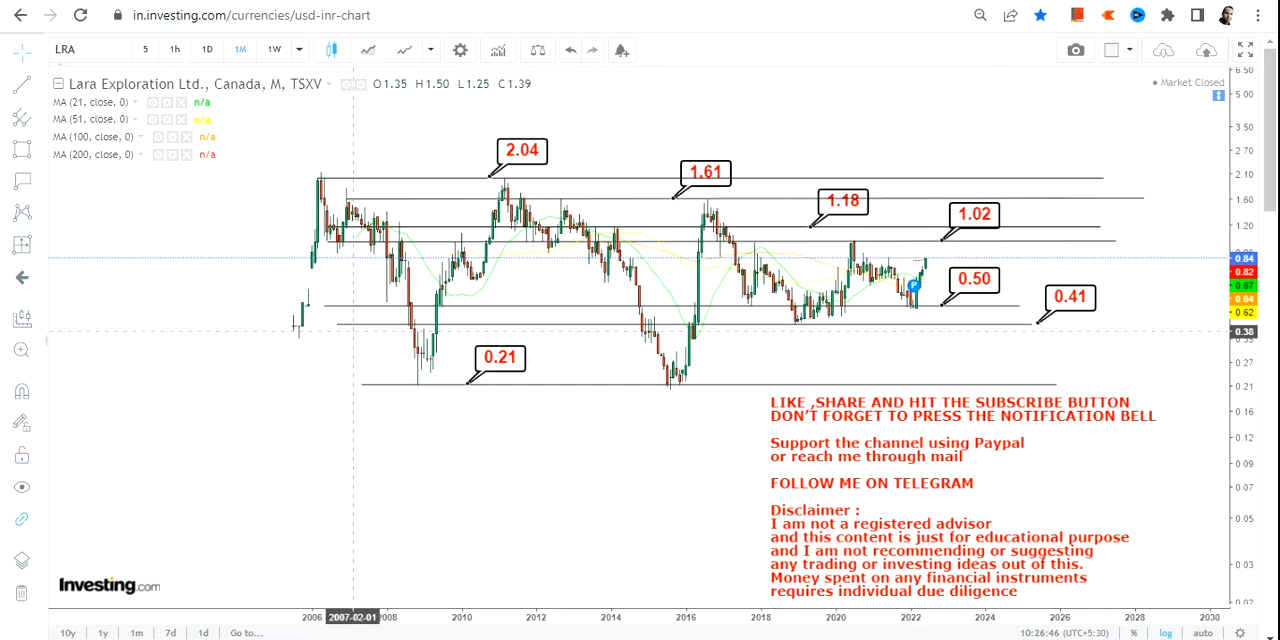 in.investing.com/currencies/usd-inr-chart
LRA 5 1h 1D 1M 1W
Lara Exploration Ltd., Canada, M, TSXV O1.35 H1.50 L1.25 C1.39
Market Closed
MA (21, close, 0) n/a
MA (51, close, 0) n/a
MA (100, close, 0) n/a
MA (200, close, 0) n/a
2.04
1.61
1.18
1.02
0.50
0.41
0.21
6.50
5.00
3.50
2.70
2.10
1.60
1.20
0.84
0.82
0.67
0.64
0.62
0.38
0.27
0.21
0.16
0.12
0.09
0.07
0.05
0.03
0.02
LIKE ,SHARE AND HIT THE SUBSCRIBE BUTTON
DON'T FORGET TO PRESS THE NOTIFICATION BELL
Support the channel using Paypal
or reach me through mail
FOLLOW ME ON TELEGRAM
Disclaimer :
I am not a registered advisor
and this content is just for educational purpose
and I am not recommending or suggesting
any trading or investing ideas out of this.
Money spent on any financial instruments
requires individual due diligence
Investing.com
2006 2007-02-01 2008 2010 2012 2014 2016 2018 2020 2022 2024 2026 2028 2030
10y 1y 1m 7d 1d Go to... 10:26:46 (UTC+5:30) % log auto